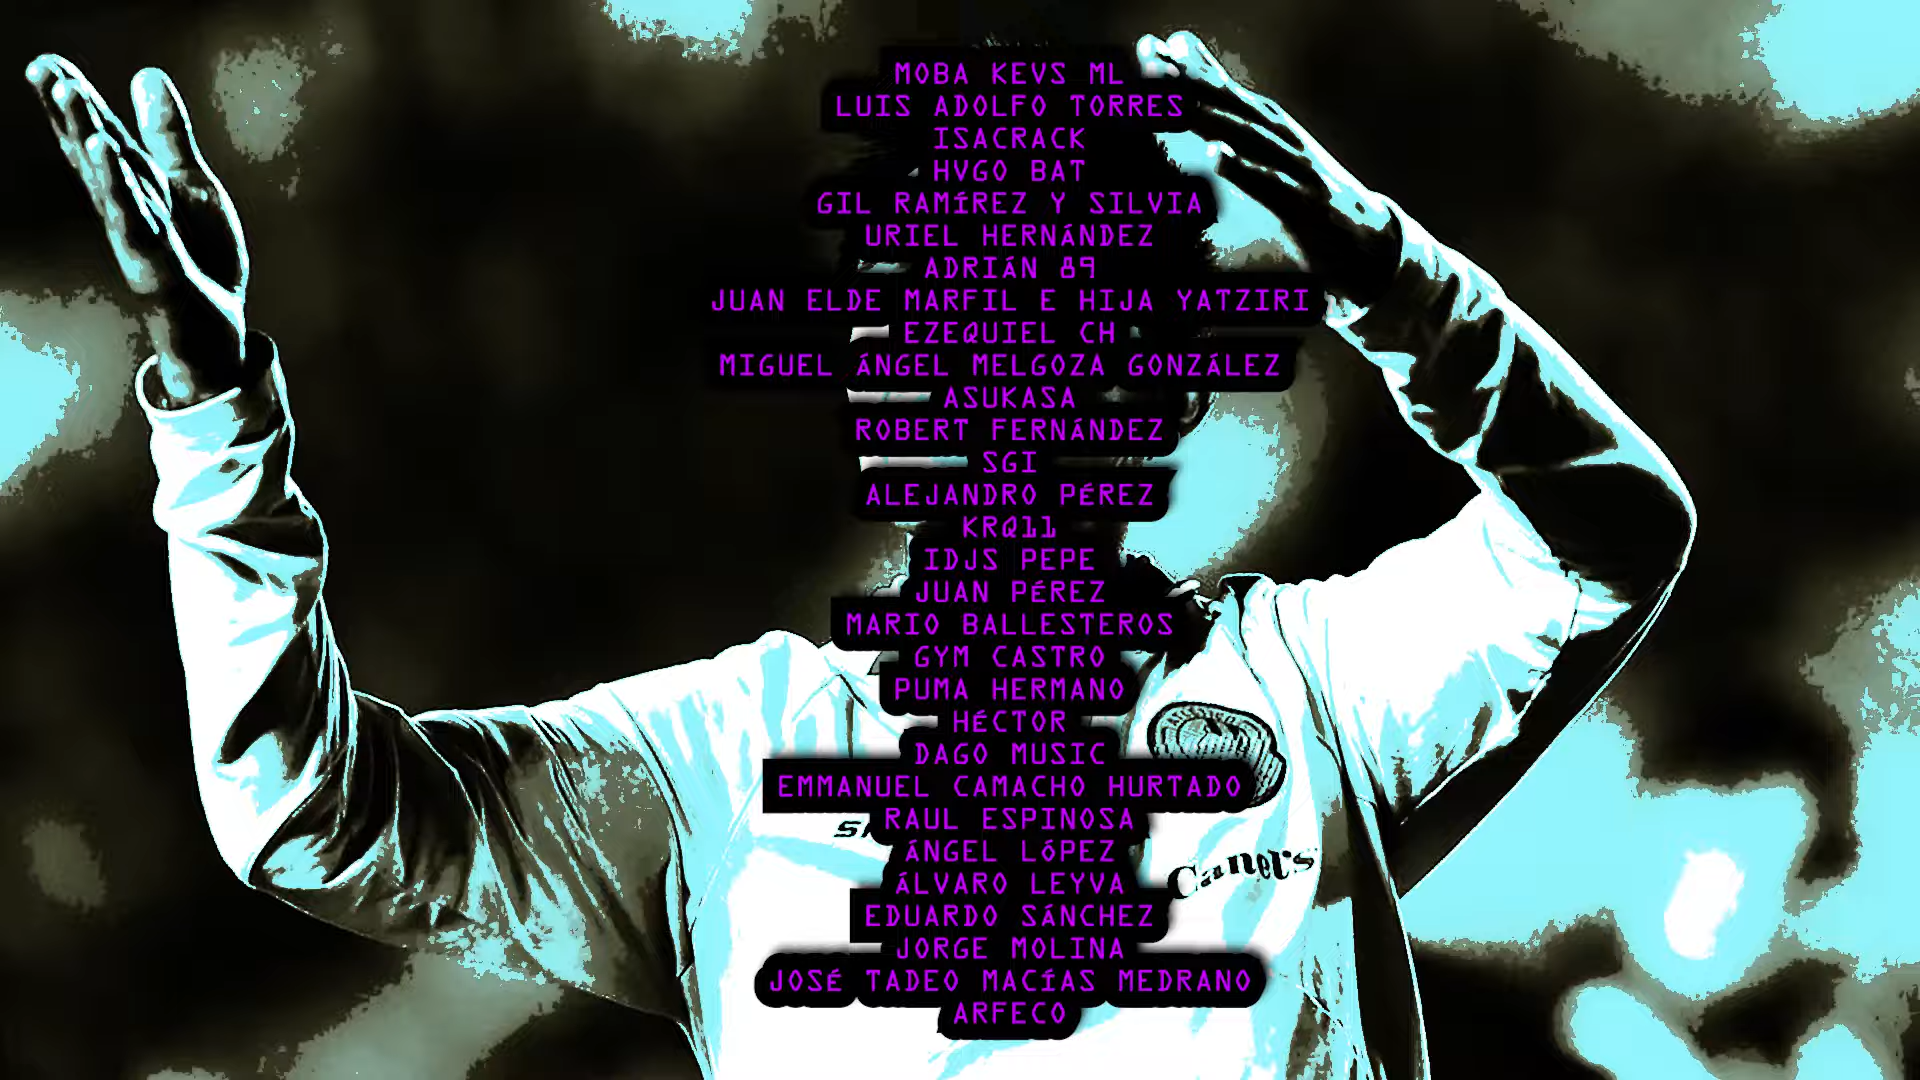 MOBA KEVS ML
LUIS ADOLFO TORRES
ISACRACK
HVGO BAT
GIL RAMÍREZ Y SILVIA
URIEL HERNÁNDEZ
ADRIÁN 89
JUAN ELDE MARFIL E HIJA YATZIRI
EZEQUIEL CH
MIGUEL ÁNGEL MELGOZA GONZÁLEZ
ASUKASA
ROBERT FERNÁNDEZ
SGI
ALEJANDRO PÉREZ
KRQ11
IDJS PEPE
JUAN PÉREZ
MARIO BALLESTEROS
GYM CASTRO
PUMA HERMANO
HÉCTOR
DAGO MUSIC
EMMANUEL CAMACHO HURTADO
RAUL ESPINOSA
ÁNGEL LÓPEZ
ÁLVARO LEYVA
EDUARDO SÁNCHEZ
JORGE MOLINA
JOSÉ TADEO MACÍAS MEDRANO
ARFECO
Canel's